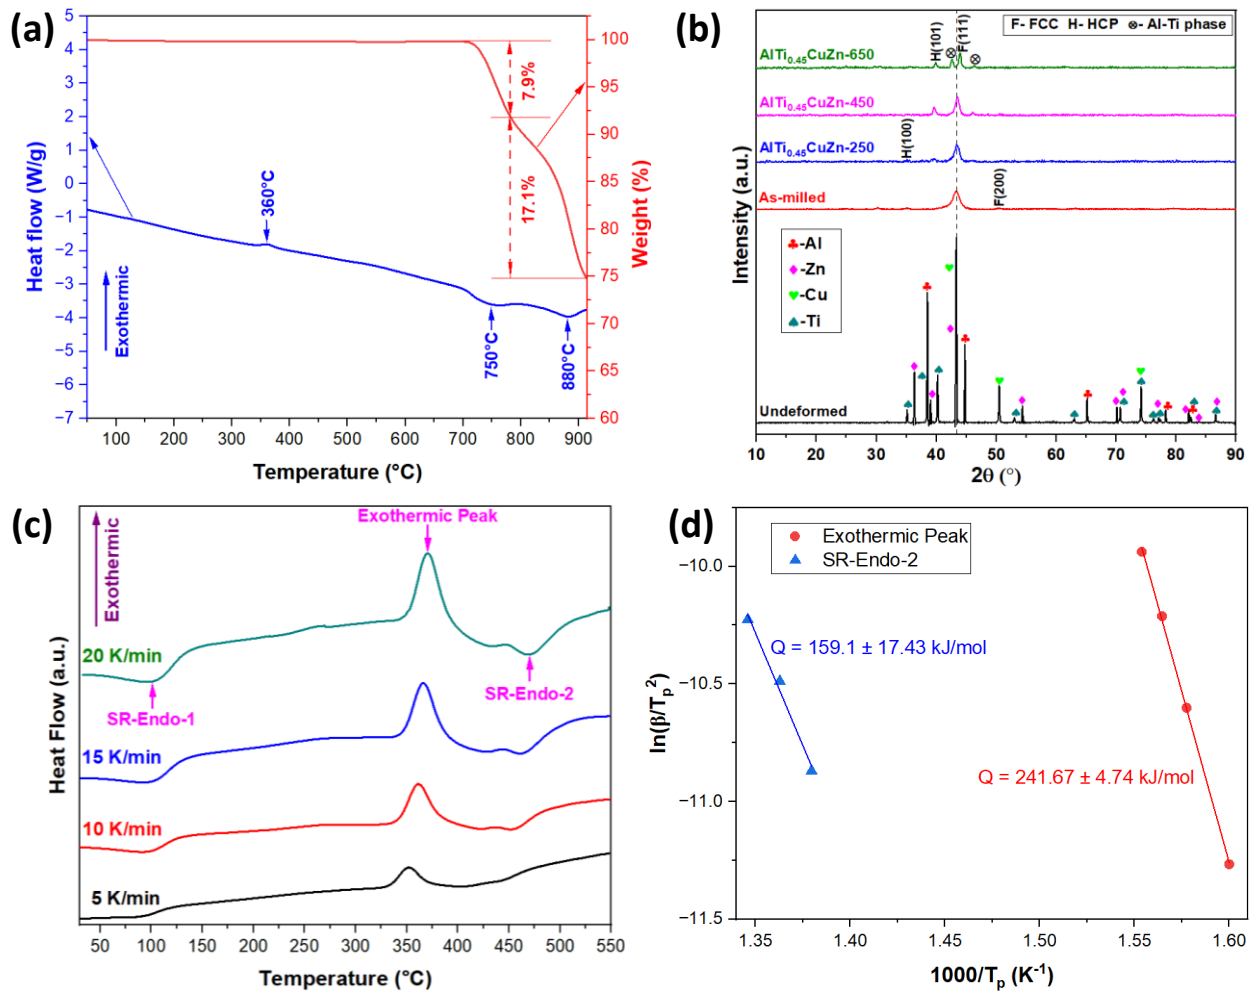 (a)
5
4
3
2
1
0
−1
−2
−3
−4
−5
−6
−7
Heat flow (W/g)
Exothermic
360°C
750°C
880°C
7.9%
17.1%
100
95
90
85
80
75
70
65
60
Weight (%)
100 200 300 400 500 600 700 800 900
Temperature (°C)
(b)
F- FCC H- HCP ⊗- Al-Ti phase
AlTi0.45CuZn-650
H(101)
⊗
F(111)
⊗
AlTi0.45CuZn-450
AlTi0.45CuZn-250
H(100)
As-milled
F(200)
♣-Al
♦-Zn
♥-Cu
♠-Ti
Undeformed
Intensity (a.u.)
10 20 30 40 50 60 70 80 90
2θ (°)
(c)
Exothermic
Exothermic Peak
20 K/min
SR-Endo-1
SR-Endo-2
15 K/min
10 K/min
5 K/min
Heat Flow (a.u.)
50 100 150 200 250 300 350 400 450 500 550
Temperature (°C)
(d)
Exothermic Peak
SR-Endo-2
−10.0
−10.5
−11.0
−11.5
Q = 159.1 ± 17.43 kJ/mol
Q = 241.67 ± 4.74 kJ/mol
ln(β/Tp²)
1.35 1.40 1.45 1.50 1.55 1.60
1000/Tp (K⁻¹)